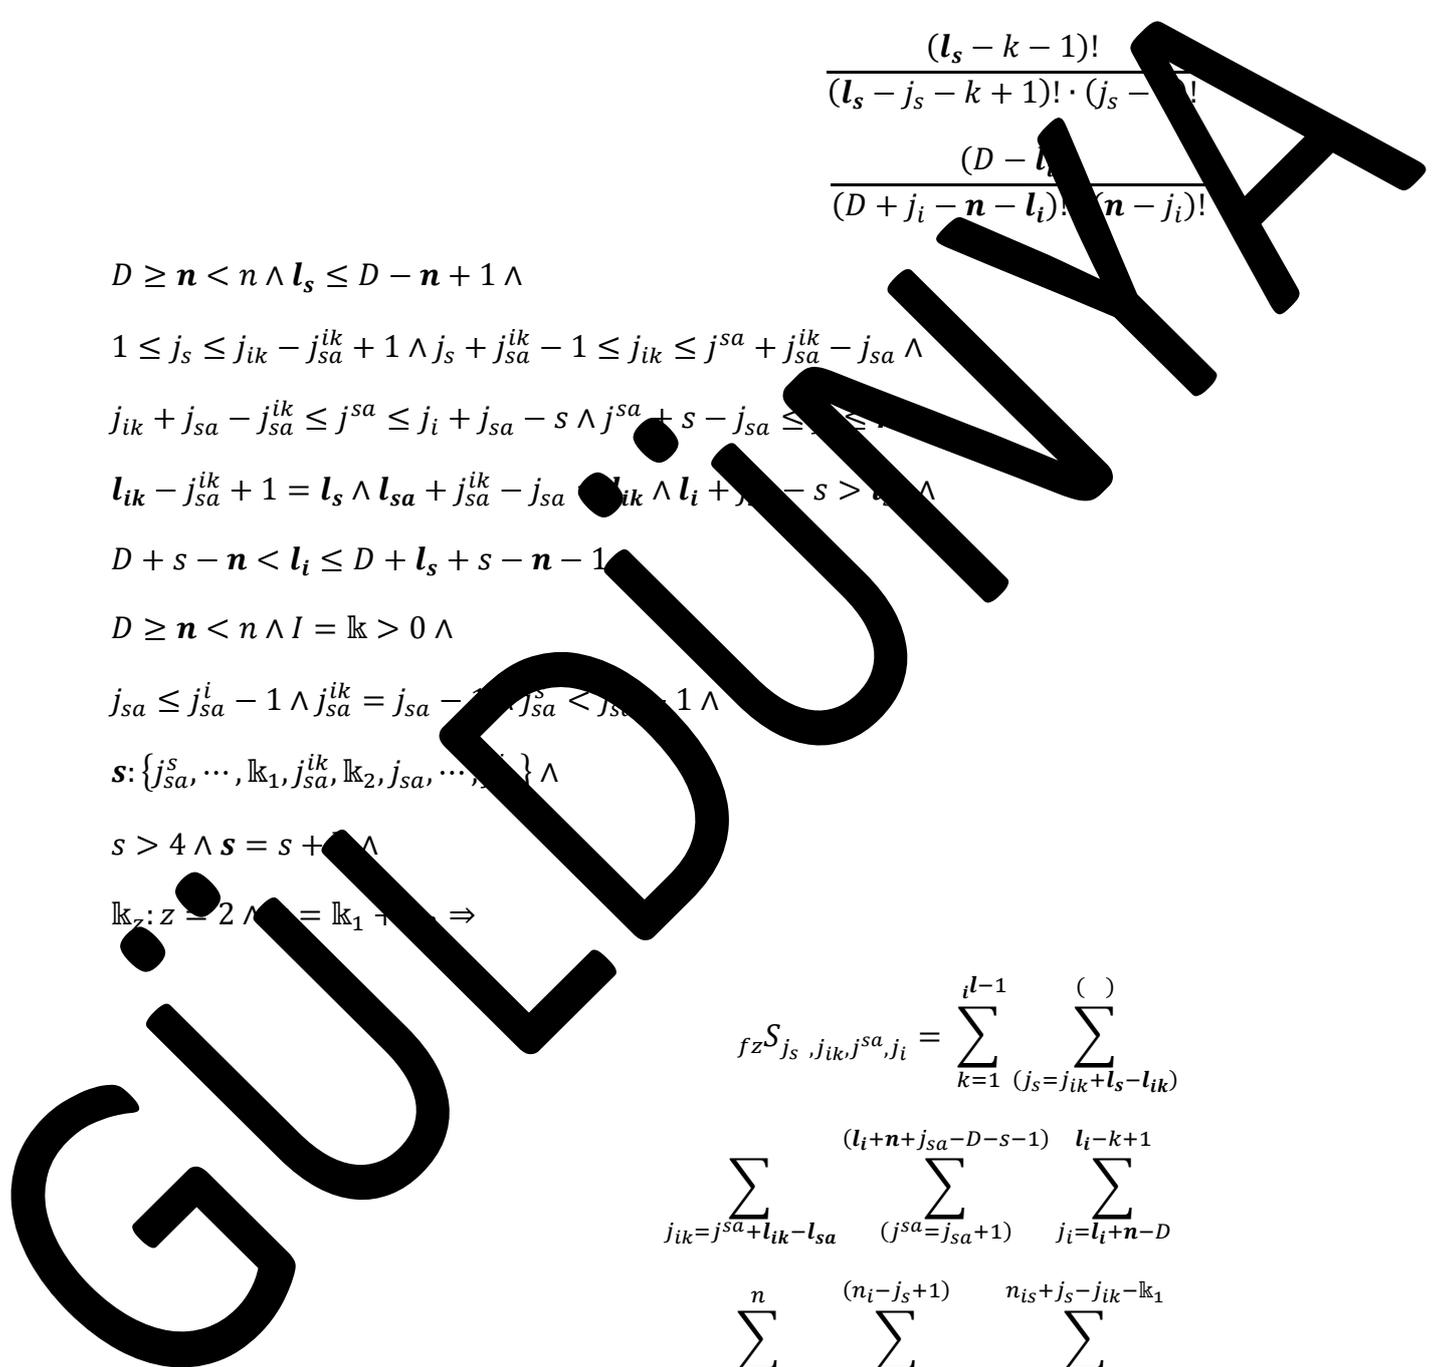 (l_s − k − 1)!
(l_s − j_s − k + 1)! · (j_s − )!
(D − l
(D + j_i − n − l_i)! (n − j_i)!
D ≥ n < n ∧ l_s ≤ D − n + 1 ∧
1 ≤ j_s ≤ j_{ik} − j_{sa}^{ik} + 1 ∧ j_s + j_{sa}^{ik} − 1 ≤ j_{ik} ≤ j^{sa} + j_{sa}^{ik} − j_{sa} ∧
j_{ik} + j_{sa} − j_{sa}^{ik} ≤ j^{sa} ≤ j_i + j_{sa} − s ∧ j^{sa} + s − j_{sa} ≤ ≤
l_{ik} − j_{sa}^{ik} + 1 = l_s ∧ l_{sa} + j_{sa}^{ik} − j_{sa} l_{ik} ∧ l_i + − s > ∧
D + s − n < l_i ≤ D + l_s + s − n − 1
D ≥ n < n ∧ I = 𝕜 > 0 ∧
j_{sa} ≤ j_{sa}^i − 1 ∧ j_{sa}^{ik} = j_{sa} − j_{sa}^s < 1 ∧
s: {j_{sa}^s, ⋯ , 𝕜_1, j_{sa}^{ik}, 𝕜_2, j_{sa}, ⋯ , } ∧
s > 4 ∧ s = s + ∧
𝕜_z: z = 2 ∧ = 𝕜_1 + ⇒
_{fz}S_{j_s ,j_{ik},j^{sa},j_i} = ∑_{k=1}^{_il−1} ∑_{(j_s=j_{ik}+l_s−l_{ik})}^{( )}
∑_{j_{ik}=j^{sa}+l_{ik}−l_{sa}} ∑_{(j^{sa}=j_{sa}+1)}^{(l_i+n+j_{sa}−D−s−1)} ∑_{j_i=l_i+n−D}^{l_i−k+1}
∑^{n} ∑^{(n_i−j_s+1)} ∑^{n_{is}+j_s−j_{ik}−𝕜_1}
GÜLDÜNYA